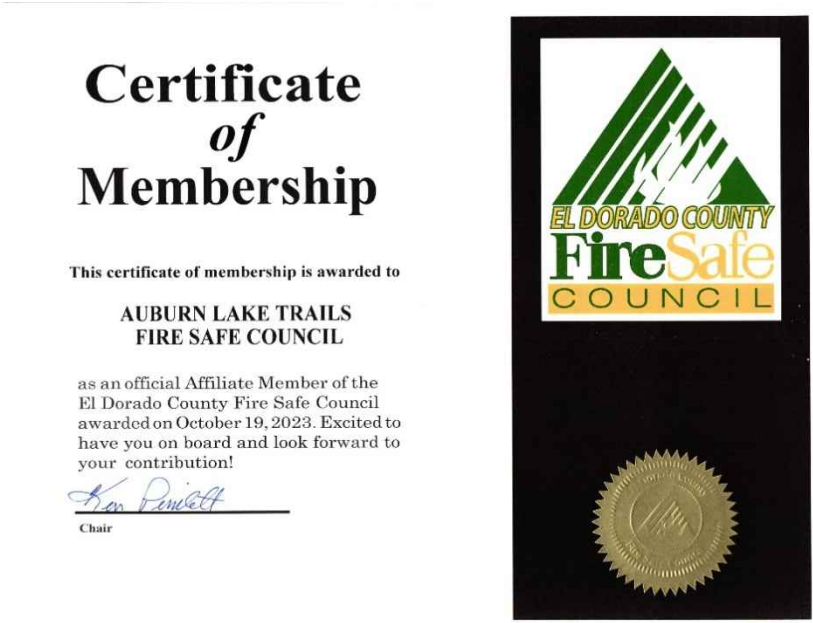 Certificate
of
Membership
This certificate of membership is awarded to
AUBURN LAKE TRAILS
FIRE SAFE COUNCIL
as an official Affiliate Member of the
El Dorado County Fire Safe Council
awarded on October 19, 2023. Excited to
have you on board and look forward to
your contribution!
Ken
Chair
EL DORADO COUNTY
FireSafe
COUNCIL